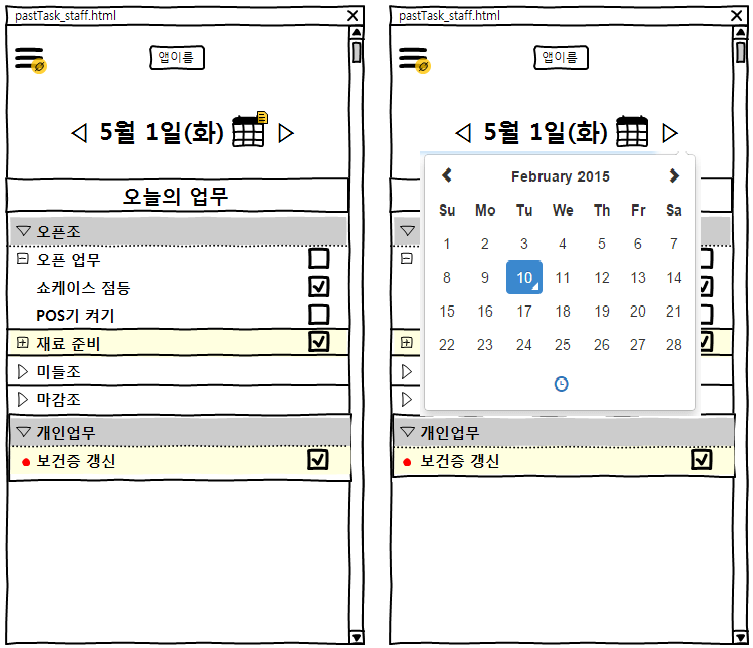 pastTask_staff.html
앱이름
5월 1일(화)
오늘의 업무
오픈조
오픈 업무
쇼케이스 점등
POS기 켜기
재료 준비
미들조
마감조
개인업무
보건증 갱신
pastTask_staff.html
앱이름
5월 1일(화)
February 2015
Su Mo Tu We Th Fr Sa
1 2 3 4 5 6 7
8 9 10 11 12 13 14
15 16 17 18 19 20 21
22 23 24 25 26 27 28
개인업무
보건증 갱신